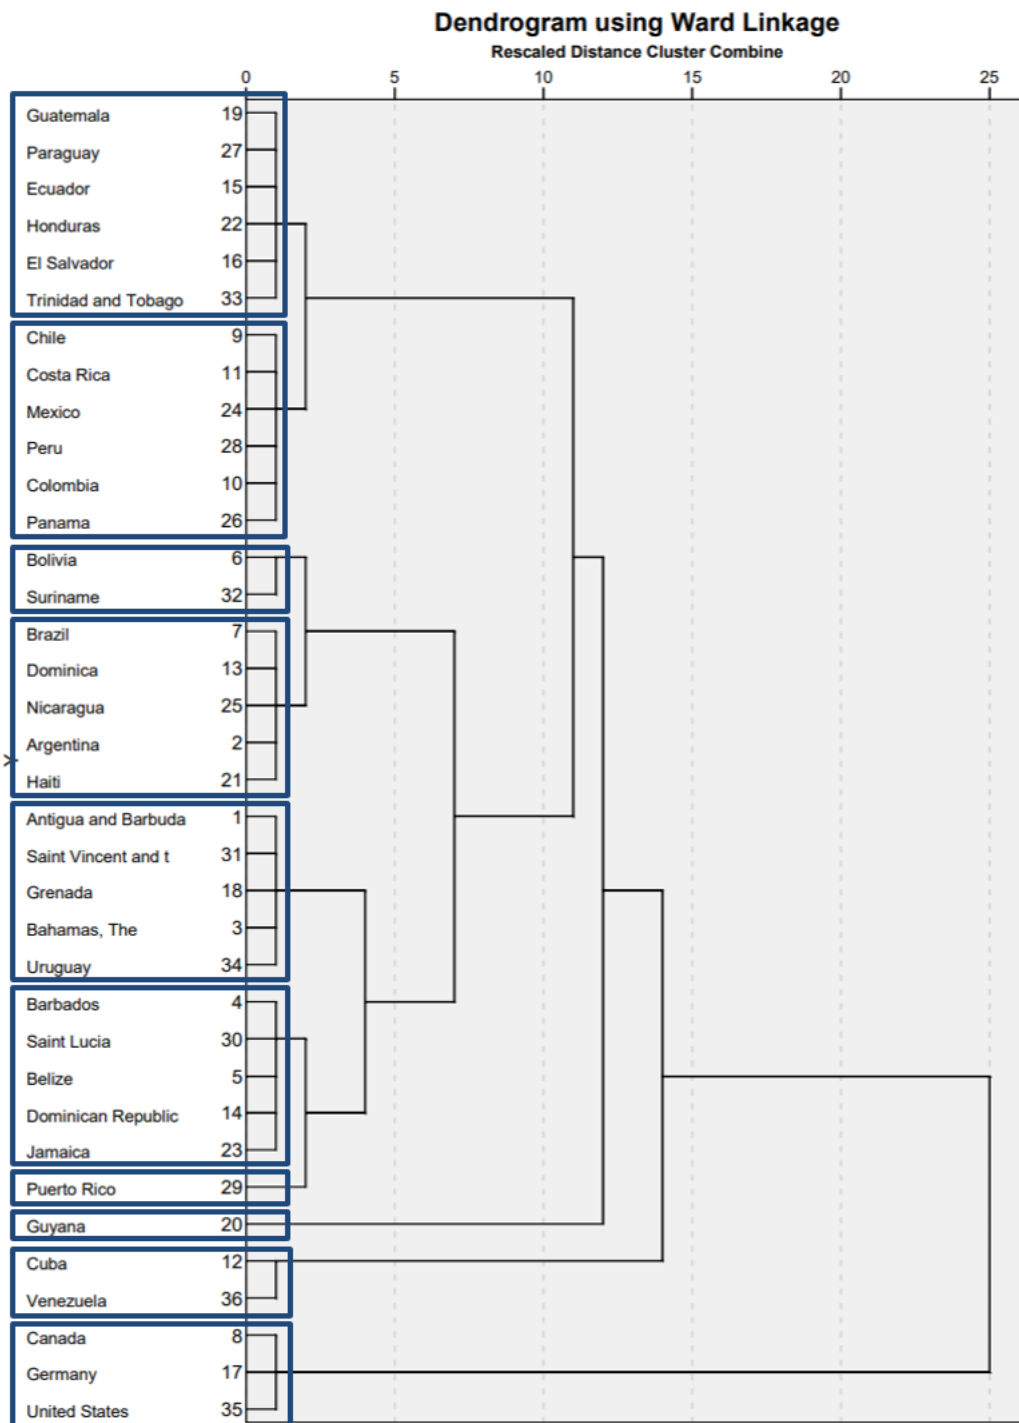 Dendrogram using Ward Linkage
Rescaled Distance Cluster Combine
0 5 10 15 20 25
Guatemala 19
Paraguay 27
Ecuador 15
Honduras 22
El Salvador 16
Trinidad and Tobago 33
Chile 9
Costa Rica 11
Mexico 24
Peru 28
Colombia 10
Panama 26
Bolivia 6
Suriname 32
Brazil 7
Dominica 13
Nicaragua 25
Argentina 2
Y
Haiti 21
Antigua and Barbuda 1
Saint Vincent and t 31
Grenada 18
Bahamas, The 3
Uruguay 34
Barbados 4
Saint Lucia 30
Belize 5
Dominican Republic 14
Jamaica 23
Puerto Rico 29
Guyana 20
Cuba 12
Venezuela 36
Canada 8
Germany 17
United States 35